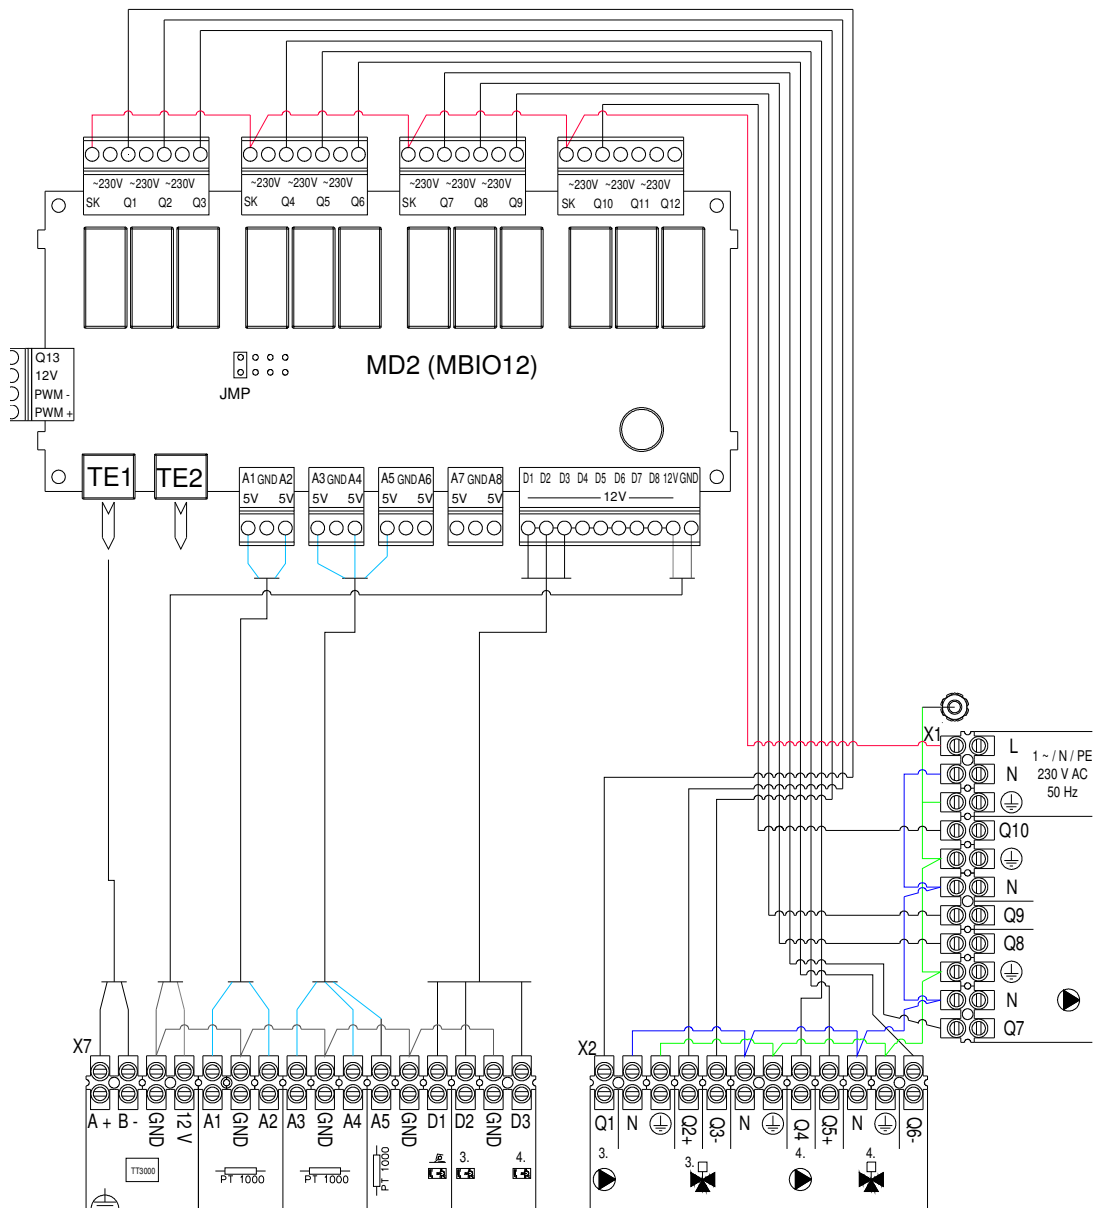 ~230V ~230V ~230V
SK Q1 Q2 Q3
~230V ~230V ~230V
SK Q4 Q5 Q6
~230V ~230V ~230V
SK Q7 Q8 Q9
~230V ~230V ~230V
SK Q10 Q11 Q12
Q13
12V
PWM -
PWM +
JMP
MD2 (MBIO12)
TE1
TE2
A1 GND A2
5V 5V
A3 GND A4
5V 5V
A5 GND A6
5V 5V
A7 GND A8
5V 5V
D1 D2 D3 D4 D5 D6 D7 D8 12V GND
12V
X1
L
N
1 ~ / N / PE
230 V AC
50 Hz
Q10
N
Q9
Q8
N
Q7
X7
A + B - GND 12 V A1 GND A2 A3 GND A4 A5 GND D1 D2 GND D3
TT3000
PT 1000
PT 1000
PT 1000
3.
4.
X2
Q1 N Q2+ Q3- N Q4 Q5+ N Q6-
3.
3.
4.
4.